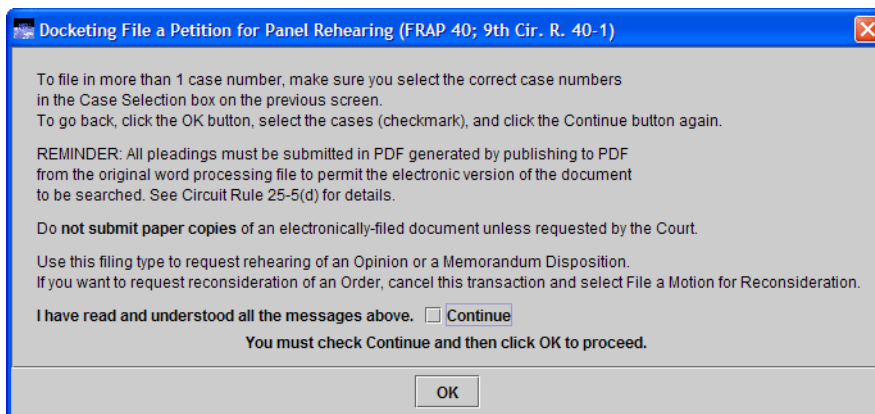 Docketing File a Petition for Panel Rehearing (FRAP 40; 9th Cir. R. 40-1)
To file in more than 1 case number, make sure you select the correct case numbers
in the Case Selection box on the previous screen.
To go back, click the OK button, select the cases (checkmark), and click the Continue button again.
REMINDER: All pleadings must be submitted in PDF generated by publishing to PDF
from the original word processing file to permit the electronic version of the document
to be searched. See Circuit Rule 25-5(d) for details.
Do not submit paper copies of an electronically-filed document unless requested by the Court.
Use this filing type to request rehearing of an Opinion or a Memorandum Disposition.
If you want to request reconsideration of an Order, cancel this transaction and select File a Motion for Reconsideration.
I have read and understood all the messages above. Continue
You must check Continue and then click OK to proceed.
OK